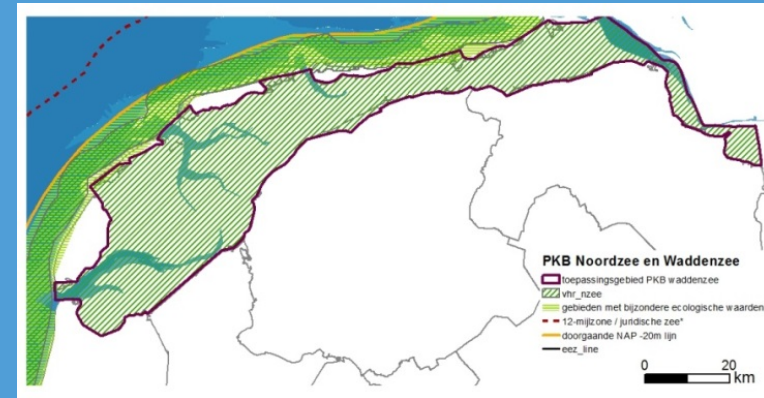 PKB Noordzee en Waddenzee
toepassingsgebied PKB waddenzee
vhr_nzee
gebieden met bijzondere ecologische waarden
12-mijlzone / juridische zee*
doorgaande NAP -20m lijn
eez_line
0 20
km